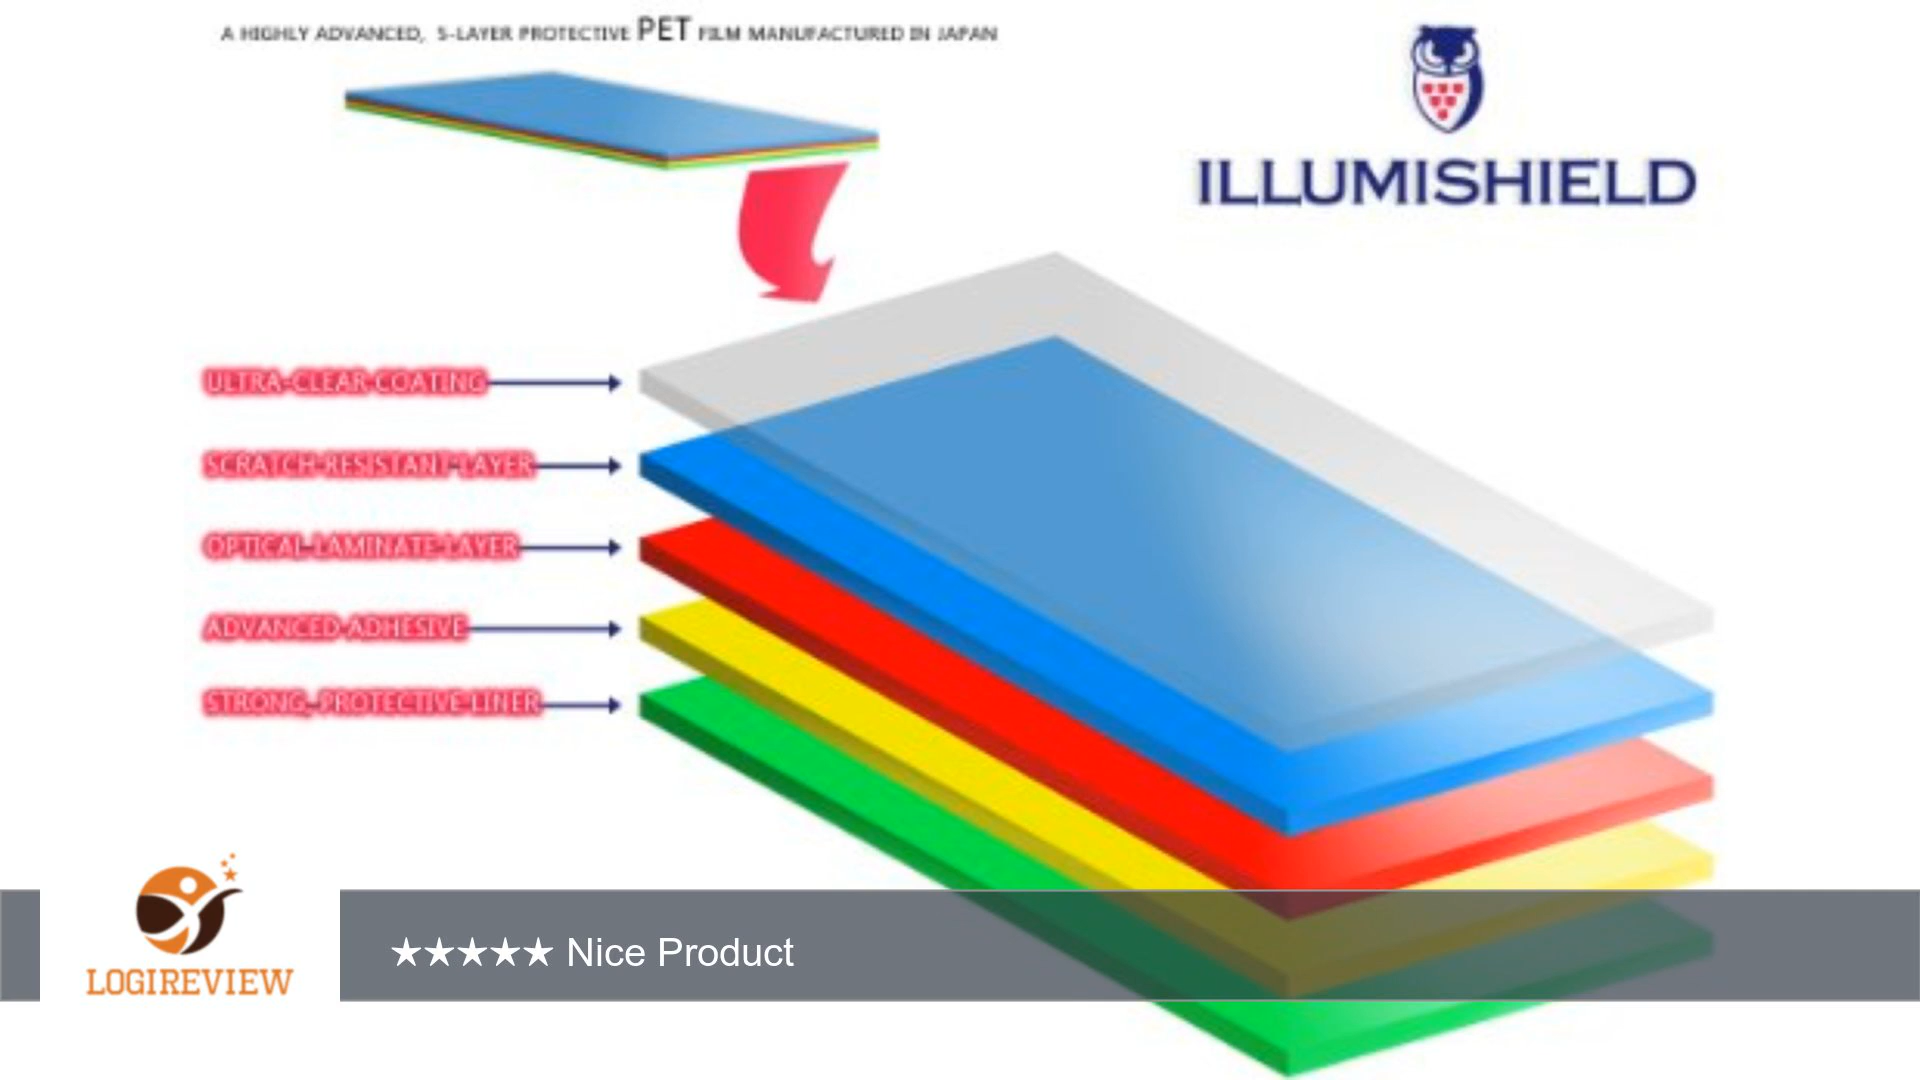 A HIGHLY ADVANCED, 5-LAYER PROTECTIVE PET FILM MANUFACTURED IN JAPAN
ILLUMISHIELD
ULTRA-CLEAR COATING
SCRATCH-RESISTANT LAYER
OPTICAL LAMINATE LAYER
ADVANCED ADHESIVE
STRONG, PROTECTIVE LINER
★★★★★ Nice Product
LOGIREVIEW